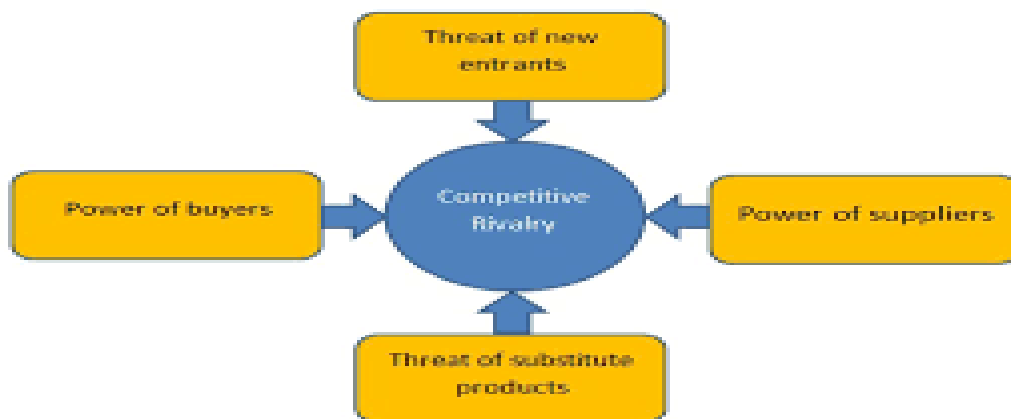 Threat of new
entrants
Power of buyers
Competitive
Rivalry
Power of suppliers
Threat of substitute
products